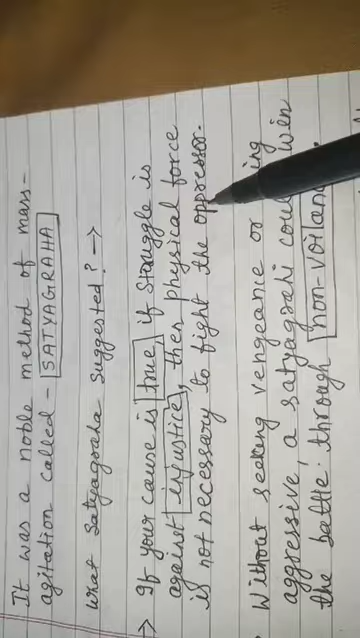 It was a noble method of mass-
agitation called - SATYAGRAHA
what Satyagraha suggested? →
→ If your cause is true, if struggle is
against injustice, then physical force
is not necessary to fight the oppressor.
Without seeking vengeance or
aggressive, a satyagrahi win
the battle through